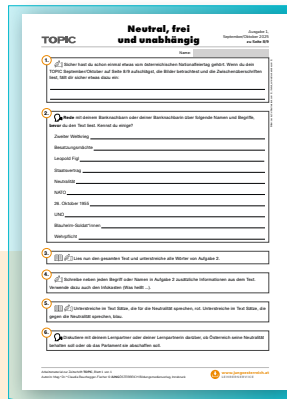 TOPIC
Neutral, frei
und unabhängig
Ausgabe 1,
September/Oktober 2025
zu Seite 8/9
Name:
1. Sicher hast du schon einmal etwas vom österreichischen Nationalfeiertag gehört. Wenn du dein
TOPIC September/Oktober auf Seite 8/9 aufschlägst, die Bilder betrachtest und die Zwischenüberschriften
liest, fällt dir sicher etwas dazu ein:
2. Rede mit deinem Banknachbarn oder deiner Banknachbarin über folgende Namen und Begriffe,
bevor du den Text liest. Kennst du einige?
Zweiter Weltkrieg
Besatzungsmächte
Leopold Figl
Staatsvertrag
Neutralität
NATO
26. Oktober 1955
UNO
Blauhelm-Soldat*innen
Wehrpflicht
3. Lies nun den gesamten Text und unterstreiche alle Wörter von Aufgabe 2.
4. Schreibe neben jeden Begriff oder Namen in Aufgabe 2 zusätzliche Informationen aus dem Text.
Verwende dazu auch den Infokasten (Was heißt ...).
5. Unterstreiche im Text Sätze, die für die Neutralität sprechen, rot. Unterstreiche im Text Sätze, die
gegen die Neutralität sprechen, blau.
6. Diskutiere mit deinem Lernpartner oder deiner Lernpartnerin darüber, ob Österreich seine Neutralität
behalten soll oder ob das Parlament sie abschaffen soll.
www.jungoesterreich.at